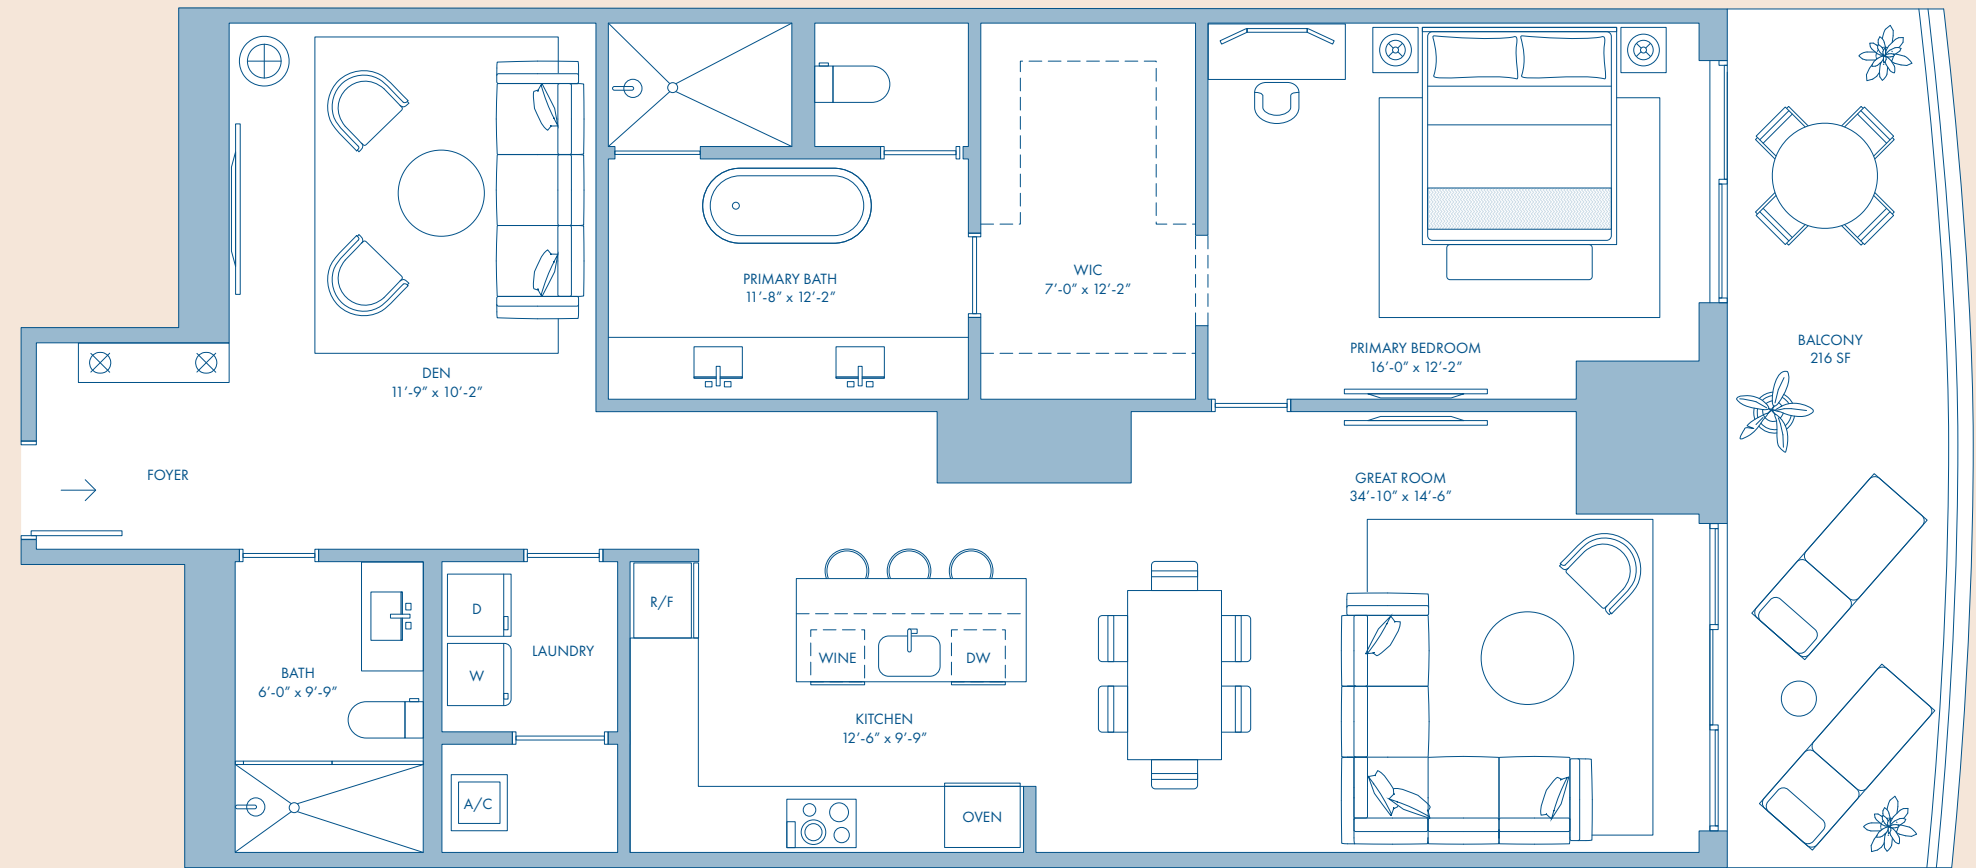 DEN
11’-9” x 10’-2”
PRIMARY BATH
11’-8” x 12’-2”
WIC
7’-0” x 12’-2”
PRIMARY BEDROOM
16’-0” x 12’-2”
BALCONY
216 SF
FOYER
GREAT ROOM
34’-10” x 14’-6”
BATH
6’-0” x 9’-9”
D
W
LAUNDRY
A/C
R/F
WINE
DW
KITCHEN
12’-6” x 9’-9”
OVEN